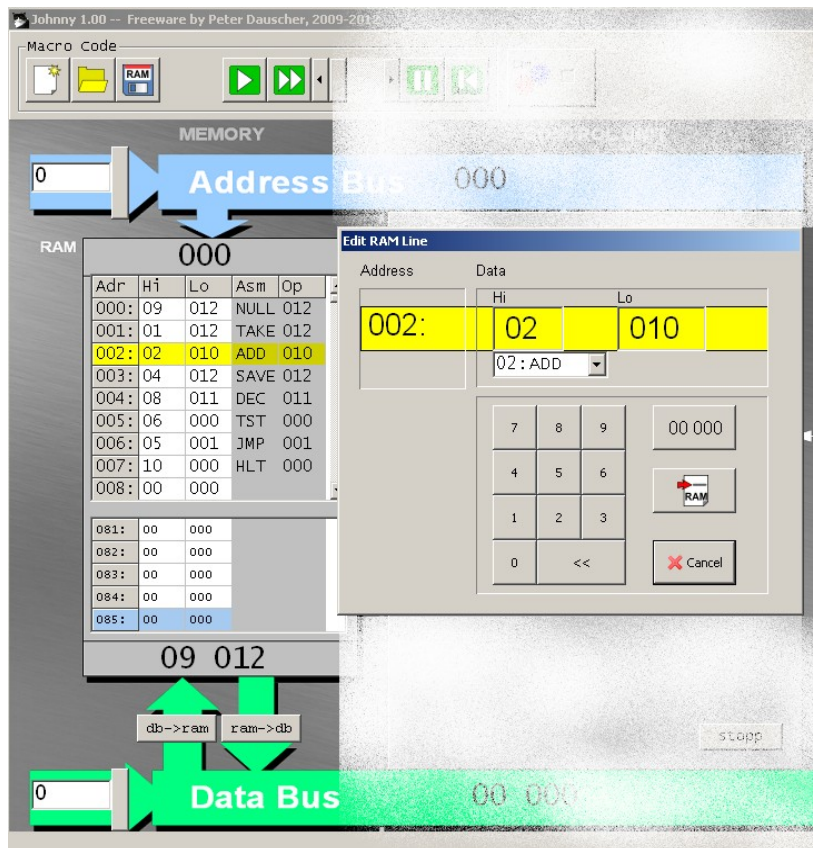 Johnny 1.00 -- Freeware by Peter Dauscher, 2009-2012
Macro Code
RAM
MEMORY
0
Address Bus 000
RAM
000
Adr Hi Lo Asm Op
000: 09 012 NULL 012
001: 01 012 TAKE 012
002: 02 010 ADD 010
003: 04 012 SAVE 012
004: 08 011 DEC 011
005: 06 000 TST 000
006: 05 001 JMP 001
007: 10 000 HLT 000
008: 00 000
081: 00 000
082: 00 000
083: 00 000
084: 00 000
085: 00 000
09 012
db->ram ram->db
0
Data Bus 00 000
Edit RAM Line
Address Data
Hi Lo
002: 02 010
02:ADD
7 8 9 00 000
4 5 6 RAM
1 2 3
0 << Cancel
stopp